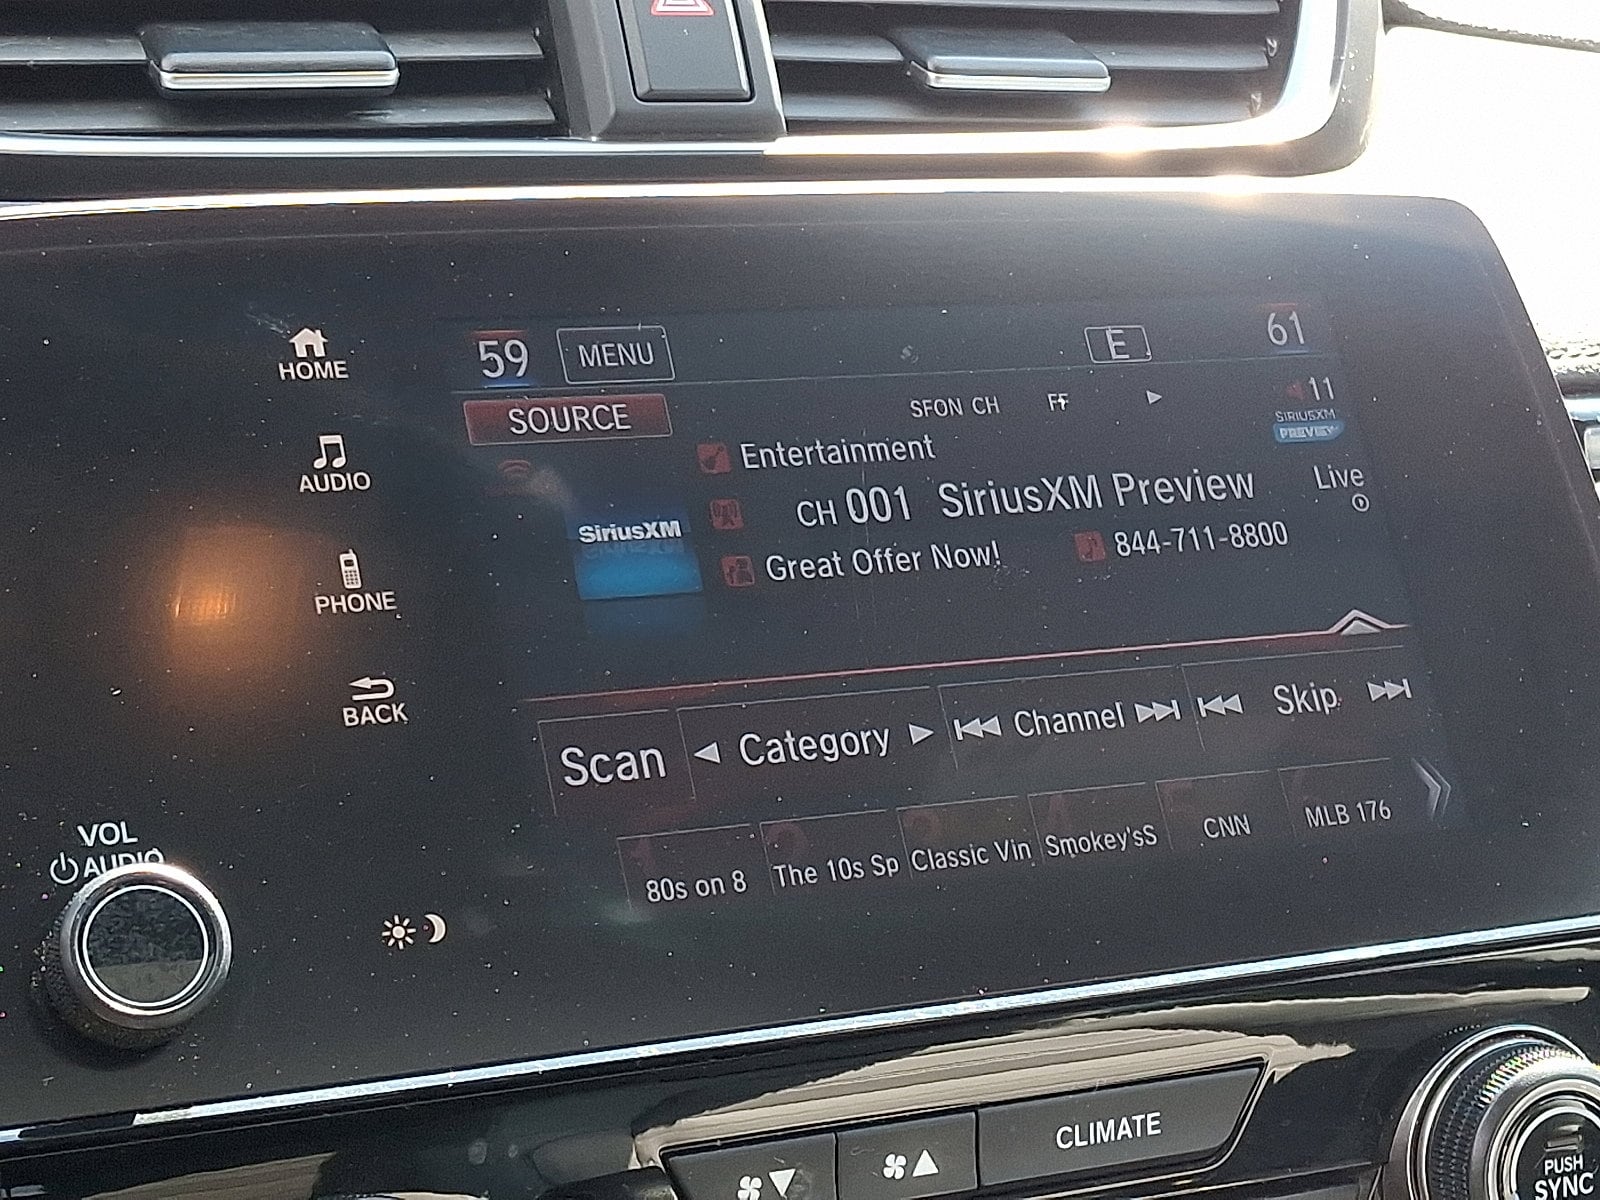 59 MENU E 61
SOURCE SFON CH FF 11
SIRIUSXM
PREVIEW
HOME
Entertainment
AUDIO
CH 001 SiriusXM Preview Live
SiriusXM
Great Offer Now! 844-711-8800
PHONE
BACK
Scan Category Channel Skip
80s on 8 The 10s Sp Classic Vin Smokey'sS CNN MLB 176
VOL
AUDIO
CLIMATE
PUSH
SYNC